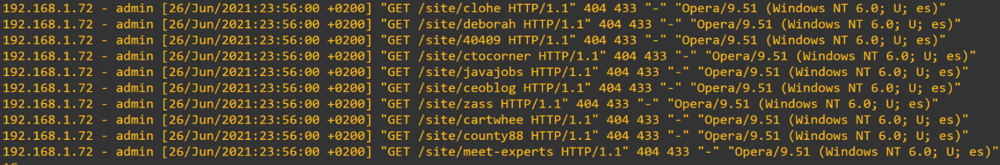 192.168.1.72 - admin [26/Jun/2021:23:56:00 +0200] "GET /site/clohe HTTP/1.1" 404 433 "-" "Opera/9.51 (Windows NT 6.0; U; es)"
192.168.1.72 - admin [26/Jun/2021:23:56:00 +0200] "GET /site/deborah HTTP/1.1" 404 433 "-" "Opera/9.51 (Windows NT 6.0; U; es)"
192.168.1.72 - admin [26/Jun/2021:23:56:00 +0200] "GET /site/40409 HTTP/1.1" 404 433 "-" "Opera/9.51 (Windows NT 6.0; U; es)"
192.168.1.72 - admin [26/Jun/2021:23:56:00 +0200] "GET /site/ctocorner HTTP/1.1" 404 433 "-" "Opera/9.51 (Windows NT 6.0; U; es)"
192.168.1.72 - admin [26/Jun/2021:23:56:00 +0200] "GET /site/javajobs HTTP/1.1" 404 433 "-" "Opera/9.51 (Windows NT 6.0; U; es)"
192.168.1.72 - admin [26/Jun/2021:23:56:00 +0200] "GET /site/ceoblog HTTP/1.1" 404 433 "-" "Opera/9.51 (Windows NT 6.0; U; es)"
192.168.1.72 - admin [26/Jun/2021:23:56:00 +0200] "GET /site/zass HTTP/1.1" 404 433 "-" "Opera/9.51 (Windows NT 6.0; U; es)"
192.168.1.72 - admin [26/Jun/2021:23:56:00 +0200] "GET /site/cartwhee HTTP/1.1" 404 433 "-" "Opera/9.51 (Windows NT 6.0; U; es)"
192.168.1.72 - admin [26/Jun/2021:23:56:00 +0200] "GET /site/county88 HTTP/1.1" 404 433 "-" "Opera/9.51 (Windows NT 6.0; U; es)"
192.168.1.72 - admin [26/Jun/2021:23:56:00 +0200] "GET /site/meet-experts HTTP/1.1" 404 433 "-" "Opera/9.51 (Windows NT 6.0; U; es)"